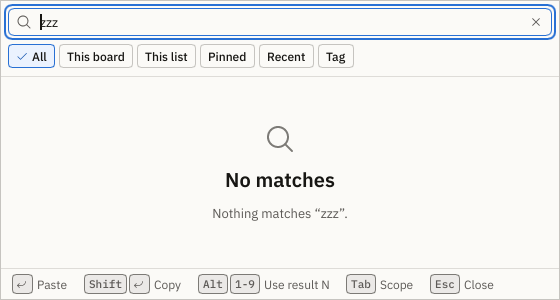 zzz
All This board This list Pinned Recent Tag
No matches
Nothing matches “zzz”.
Paste Shift Copy Alt 1-9 Use result N Tab Scope Esc Close